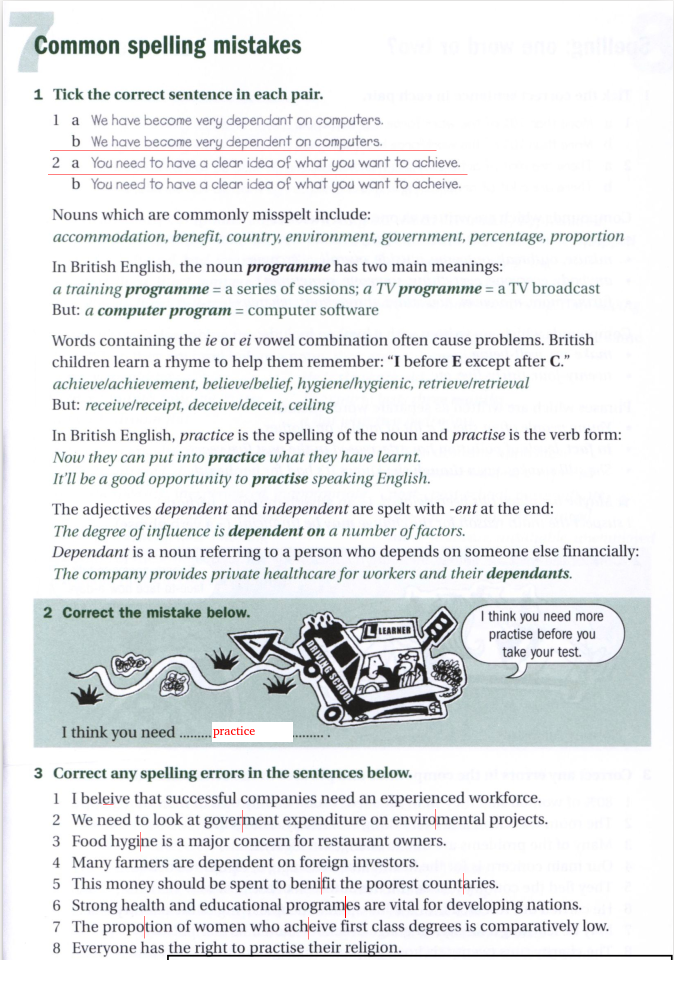 7
Common spelling mistakes
1 Tick the correct sentence in each pair.
1 a We have become very dependant on computers.
b We have become very dependent on computers.
2 a You need to have a clear idea of what you want to achieve.
b You need to have a clear idea of what you want to acheive.
Nouns which are commonly misspelt include:
accommodation, benefit, country, environment, government, percentage, proportion
In British English, the noun programme has two main meanings:
a training programme = a series of sessions; a TV programme = a TV broadcast
But: a computer program = computer software
Words containing the ie or ei vowel combination often cause problems. British
children learn a rhyme to help them remember: “I before E except after C.”
achieve/achievement, believe/belief, hygiene/hygienic, retrieve/retrieval
But: receive/receipt, deceive/deceit, ceiling
In British English, practice is the spelling of the noun and practise is the verb form:
Now they can put into practice what they have learnt.
It'll be a good opportunity to practise speaking English.
The adjectives dependent and independent are spelt with -ent at the end:
The degree of influence is dependent on a number of factors.
Dependant is a noun referring to a person who depends on someone else financially:
The company provides private healthcare for workers and their dependants.
2 Correct the mistake below.
L LEARNER
DRIVING SCHOOL
I think you need more
practise before you
take your test.
I think you need ......... practice ......... .
3 Correct any spelling errors in the sentences below.
1 I beleive that successful companies need an experienced workforce.
2 We need to look at goverment expenditure on enviromental projects.
3 Food hygine is a major concern for restaurant owners.
4 Many farmers are dependent on foreign investors.
5 This money should be spent to benifit the poorest countaries.
6 Strong health and educational programes are vital for developing nations.
7 The propotion of women who acheive first class degrees is comparatively low.
8 Everyone has the right to practise their religion.